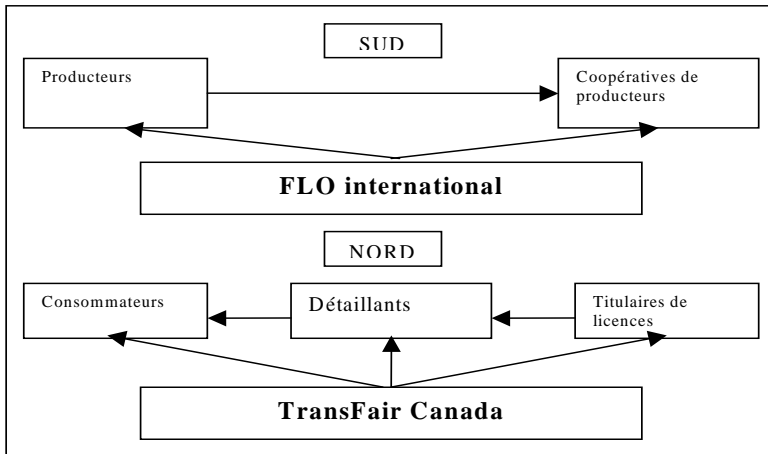 SUD
Producteurs
Coopératives de
producteurs
FLO international
NORD
Consommateurs
Détaillants
Titulaires de
licences
TransFair Canada